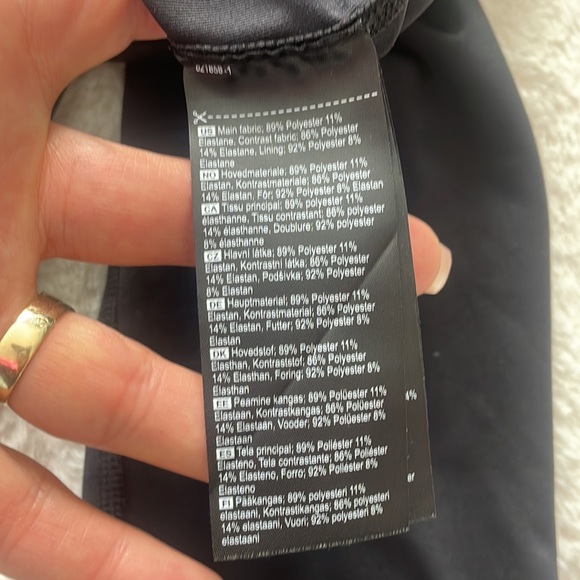 021868-1
US Main fabric; 89% Polyester 11%
Elastane, Contrast fabric; 86% Polyester
14% Elastane, Lining; 92% Polyester 8%
Elastane
NO Hovedmateriale; 89% Polyester 11%
Elastan, Kontrastmateriale; 86% Polyester
14% Elastan, Fôr; 92% Polyester 8% Elastan
CA Tissu principal; 89% polyester 11%
élasthanne, Tissu contrastant; 86% polyester
14% élasthanne, Doublure; 92% polyester
8% élasthanne
CZ Hlavní látka; 89% Polyester 11%
Elastan, Kontrastní látka; 86% Polyester
14% Elastan, Podšívka; 92% Polyester
8% Elastan
DE Hauptmaterial; 89% Polyester 11%
Elastan, Kontrastmaterial; 86% Polyester
14% Elastan, Futter; 92% Polyester 8%
Elastan
DK Hovedstof; 89% Polyester 11%
Elasthan, Kontraststof; 86% Polyester
14% Elasthan, Foring; 92% Polyester 8%
Elasthan
EE Peamine kangas; 89% Polüester 11%
Elastaan, Kontrastkangas; 86% Polüester
14% Elastaan, Vooder; 92% Polüester 8%
Elastaan
ES Tela principal; 89% Poliéster 11%
Elasteno, Tela contrastante; 86% Poliéster
14% Elasteno, Forro; 92% Poliéster 8%
Elasteno
FI Pääkangas; 89% polyesteri 11%
elastaani, Kontrastikangas; 86% polyesteri
14% elastaani, Vuori; 92% polyesteri 8%
elastaani
4%
er